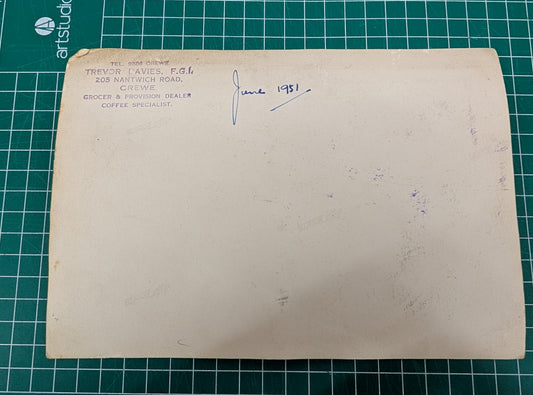 TEL. 2506 CREWE
TREVOR DAVIES, F.G.I.
205 NANTWICH ROAD,
CREWE
GROCER & PROVISION DEALER
COFFEE SPECIALIST.
June 1951
artstudio